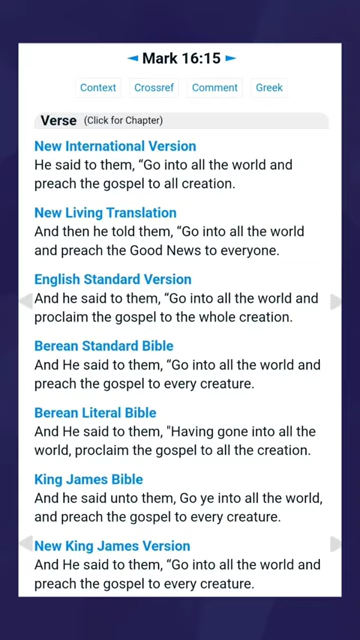 Mark 16:15
Context Crossref Comment Greek
Verse (Click for Chapter)
New International Version
He said to them, “Go into all the world and
preach the gospel to all creation.
New Living Translation
And then he told them, “Go into all the world
and preach the Good News to everyone.
English Standard Version
And he said to them, “Go into all the world and
proclaim the gospel to the whole creation.
Berean Standard Bible
And He said to them, “Go into all the world and
preach the gospel to every creature.
Berean Literal Bible
And He said to them, "Having gone into all the
world, proclaim the gospel to all the creation.
King James Bible
And he said unto them, Go ye into all the world,
and preach the gospel to every creature.
New King James Version
And He said to them, “Go into all the world and
preach the gospel to every creature.